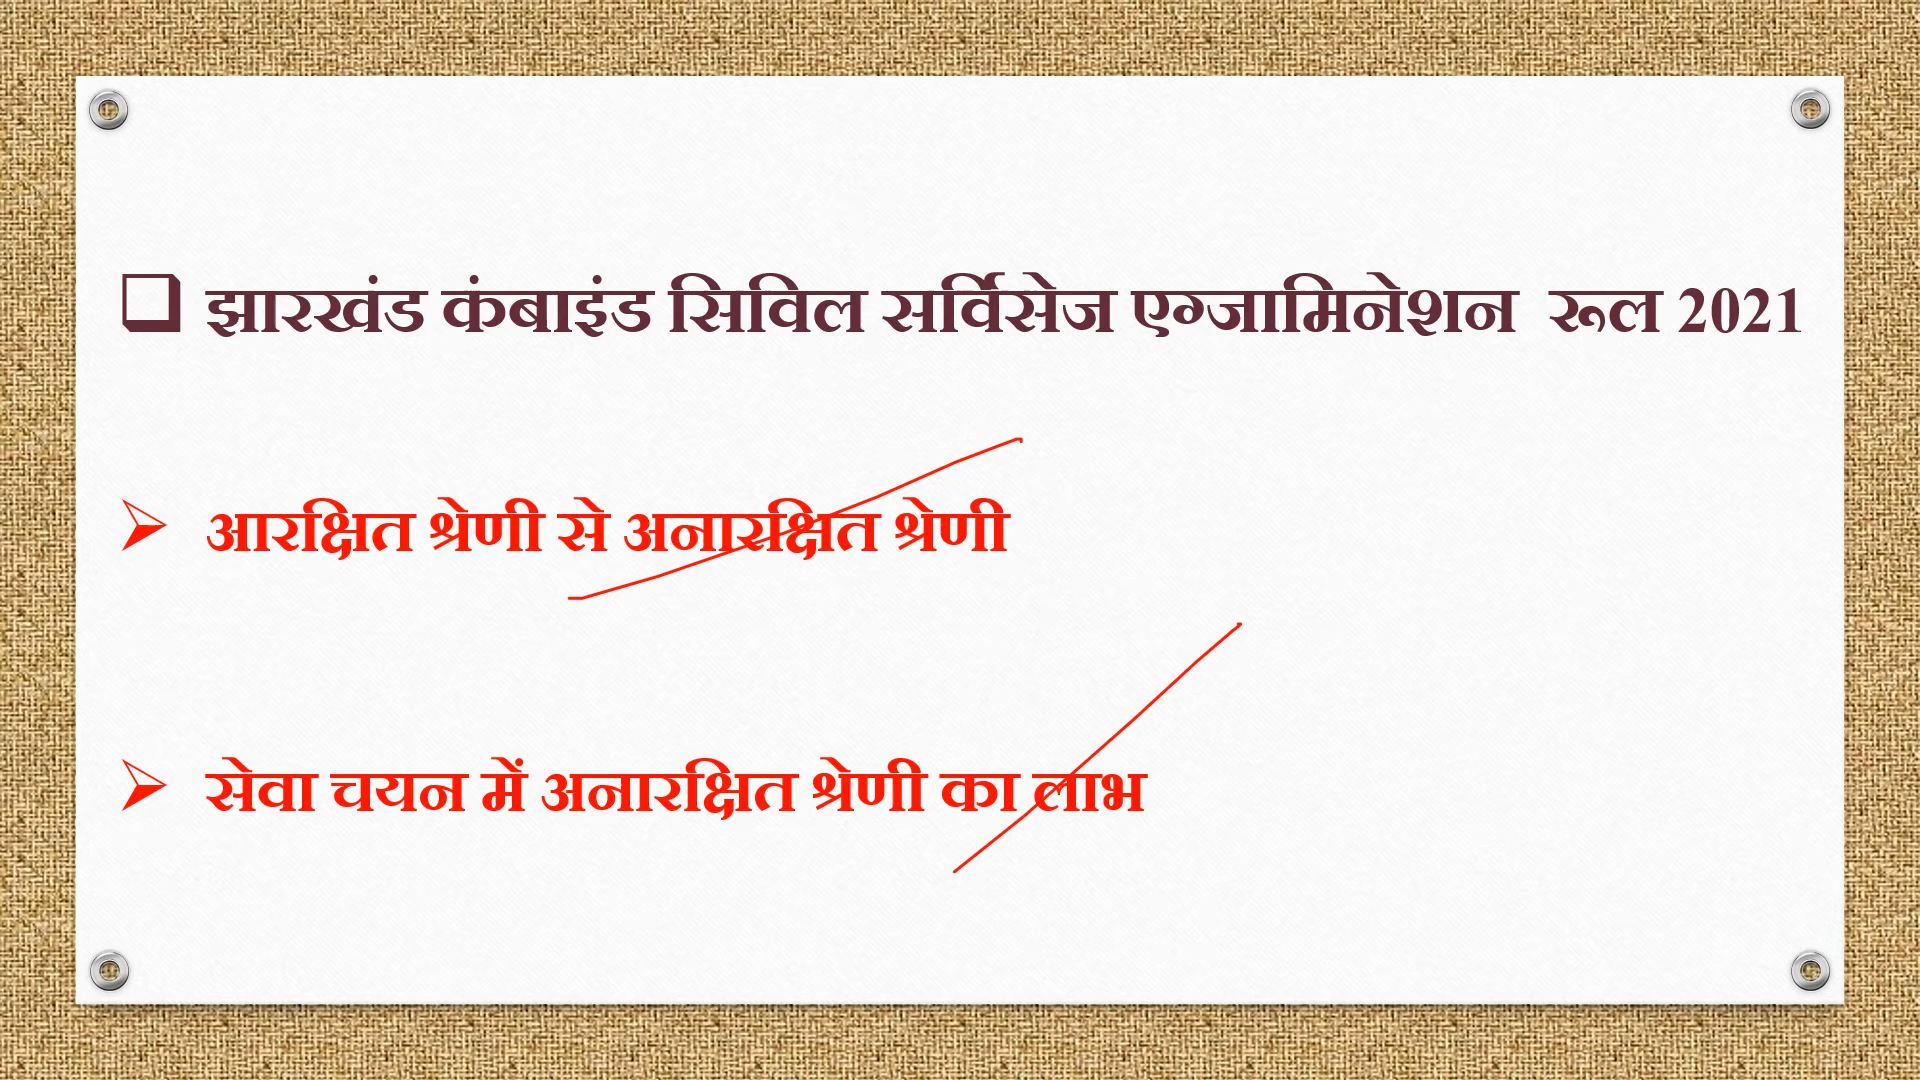 झारखंड कंबाइंड सिविल सर्विसेज एग्जामिनेशन रूल 2021
आरक्षित श्रेणी से अनारक्षित श्रेणी
सेवा चयन में अनारक्षित श्रेणी का लाभ